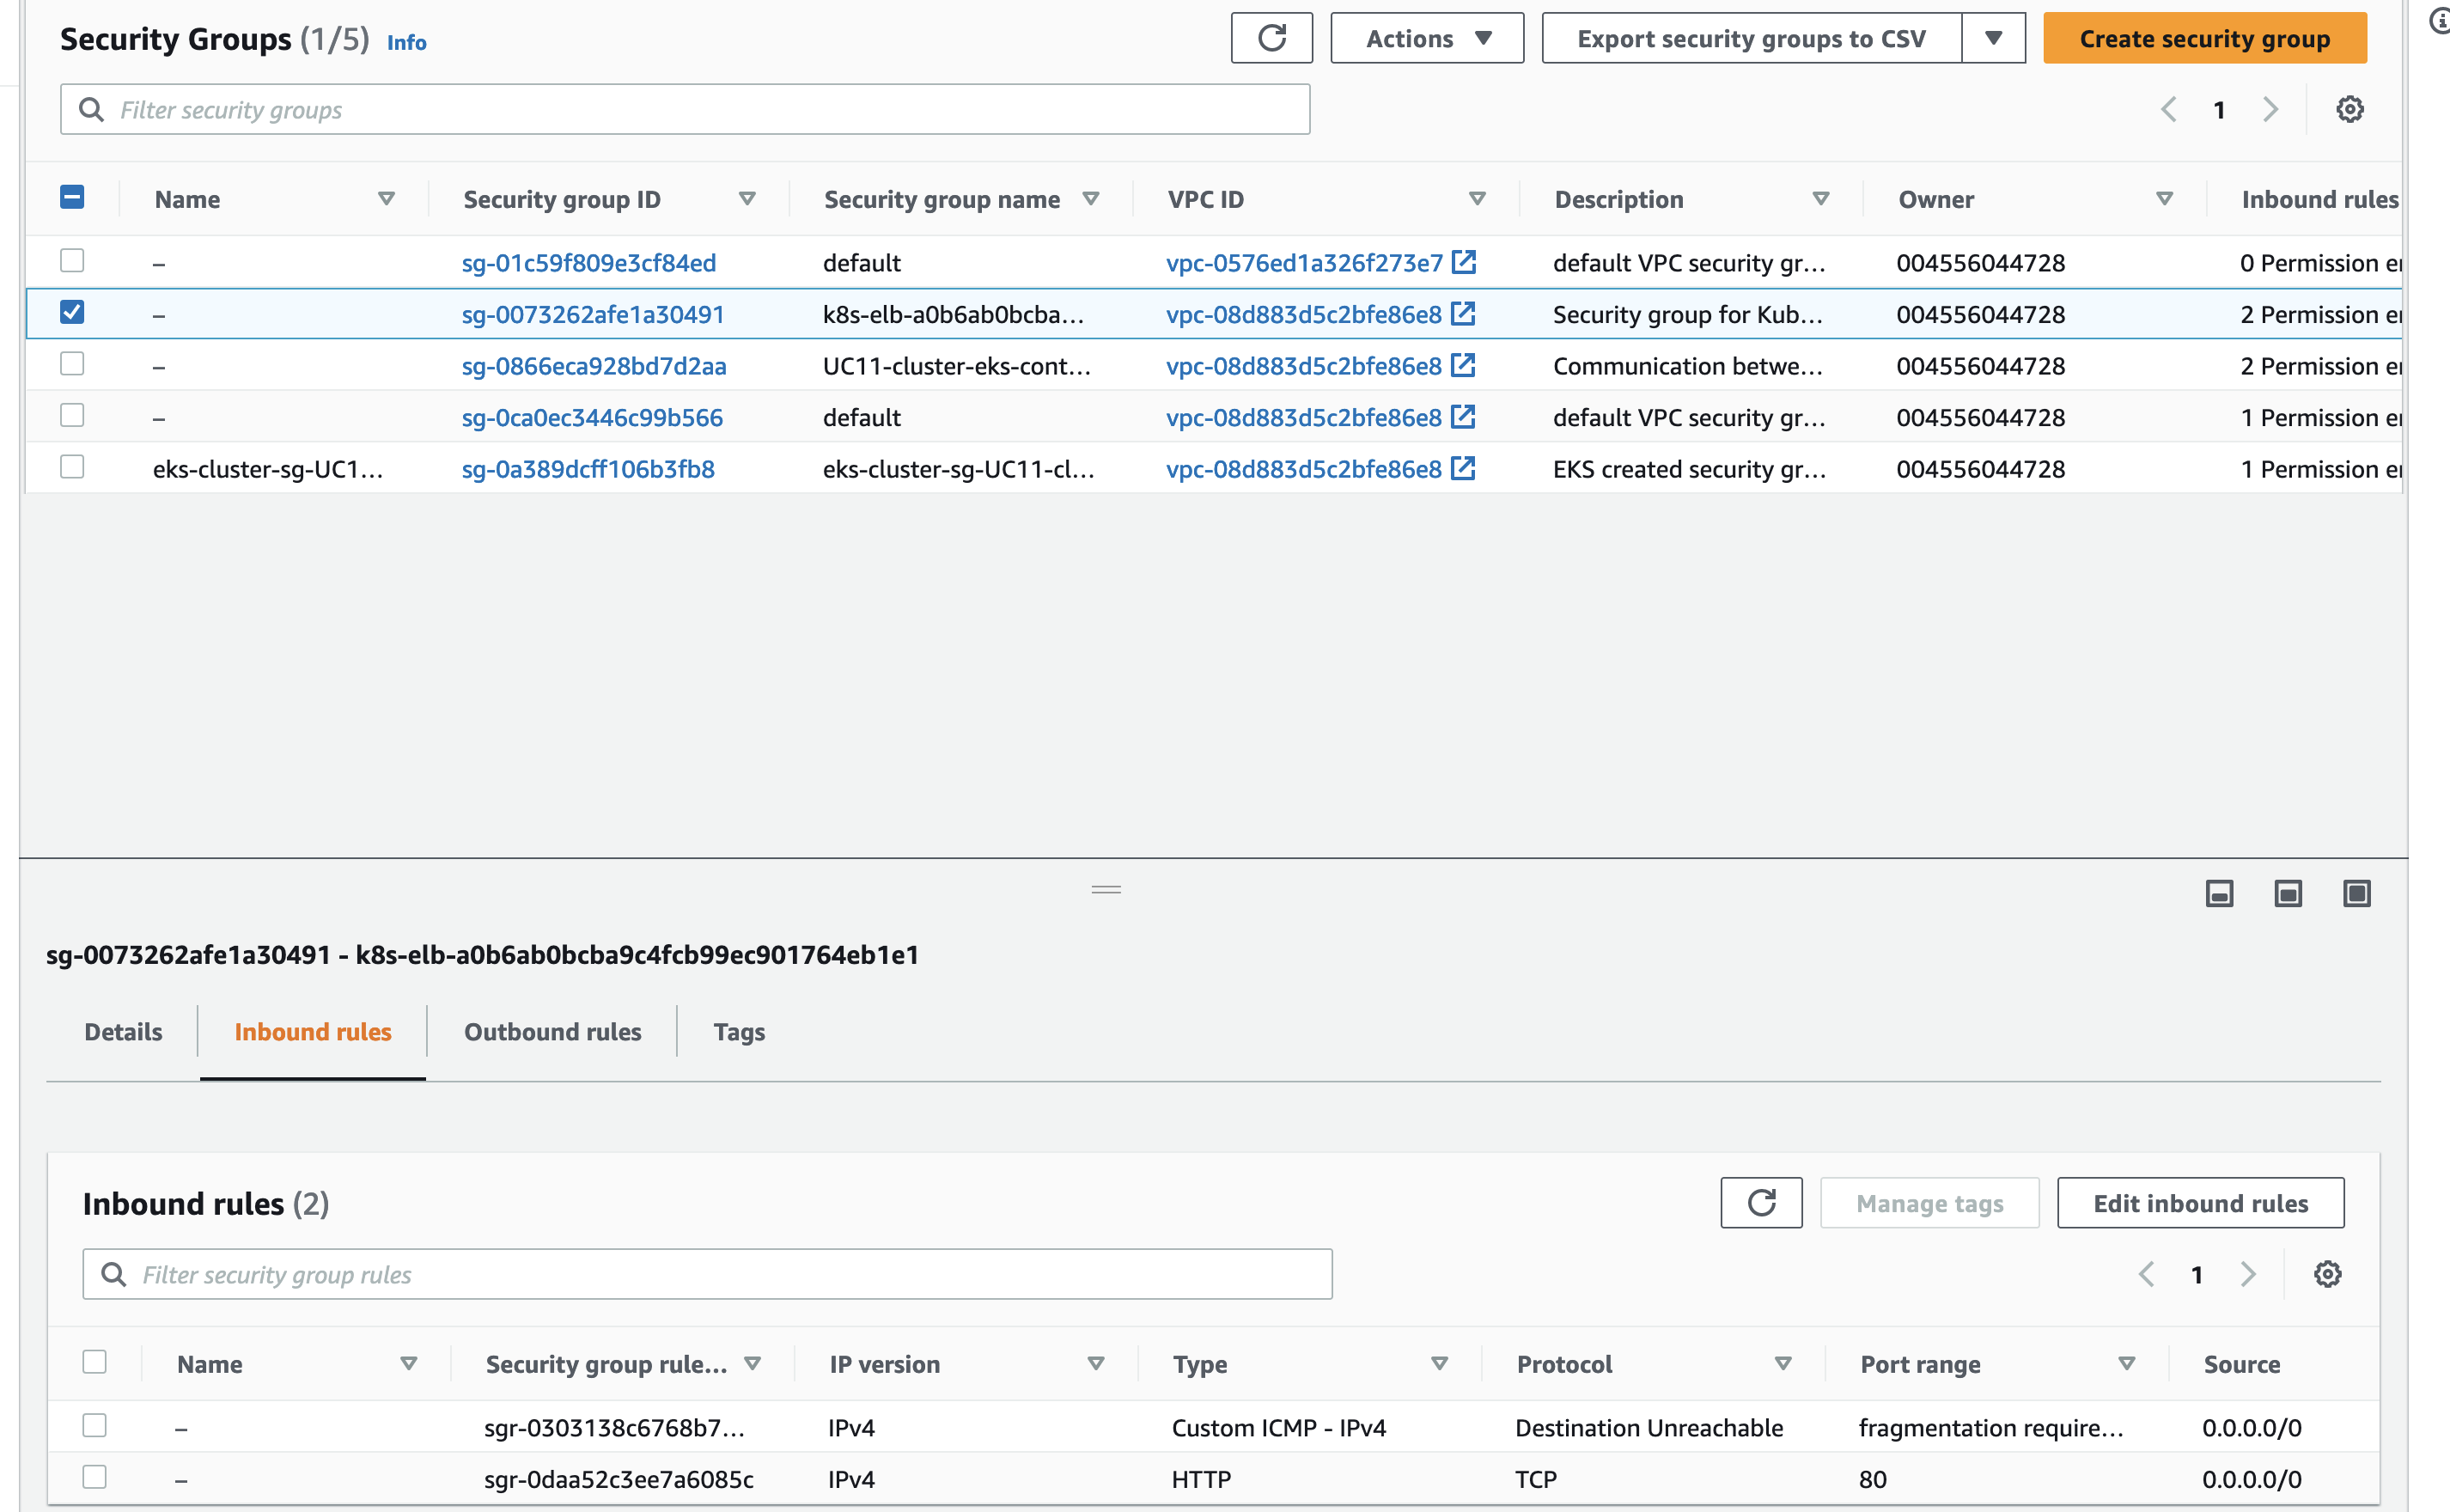 Security Groups (1/5) Info
Actions
Export security groups to CSV
Create security group
Filter security groups
1
Name Security group ID Security group name VPC ID Description Owner Inbound rules
– sg-01c59f809e3cf84ed default vpc-0576ed1a326f273e7 default VPC security gr... 004556044728 0 Permission
– sg-0073262afe1a30491 k8s-elb-a0b6ab0bcba... vpc-08d883d5c2bfe86e8 Security group for Kub... 004556044728 2 Permission
– sg-0866eca928bd7d2aa UC11-cluster-eks-cont... vpc-08d883d5c2bfe86e8 Communication betwe... 004556044728 2 Permission
– sg-0ca0ec3446c99b566 default vpc-08d883d5c2bfe86e8 default VPC security gr... 004556044728 1 Permission
eks-cluster-sg-UC1... sg-0a389dcff106b3fb8 eks-cluster-sg-UC11-cl... vpc-08d883d5c2bfe86e8 EKS created security gr... 004556044728 1 Permission
sg-0073262afe1a30491 - k8s-elb-a0b6ab0bcba9c4fcb99ec901764eb1e1
Details Inbound rules Outbound rules Tags
Inbound rules (2)
Manage tags
Edit inbound rules
Filter security group rules
1
Name Security group rule... IP version Type Protocol Port range Source
– sgr-0303138c6768b7... IPv4 Custom ICMP - IPv4 Destination Unreachable fragmentation require... 0.0.0.0/0
– sgr-0daa52c3ee7a6085c IPv4 HTTP TCP 80 0.0.0.0/0